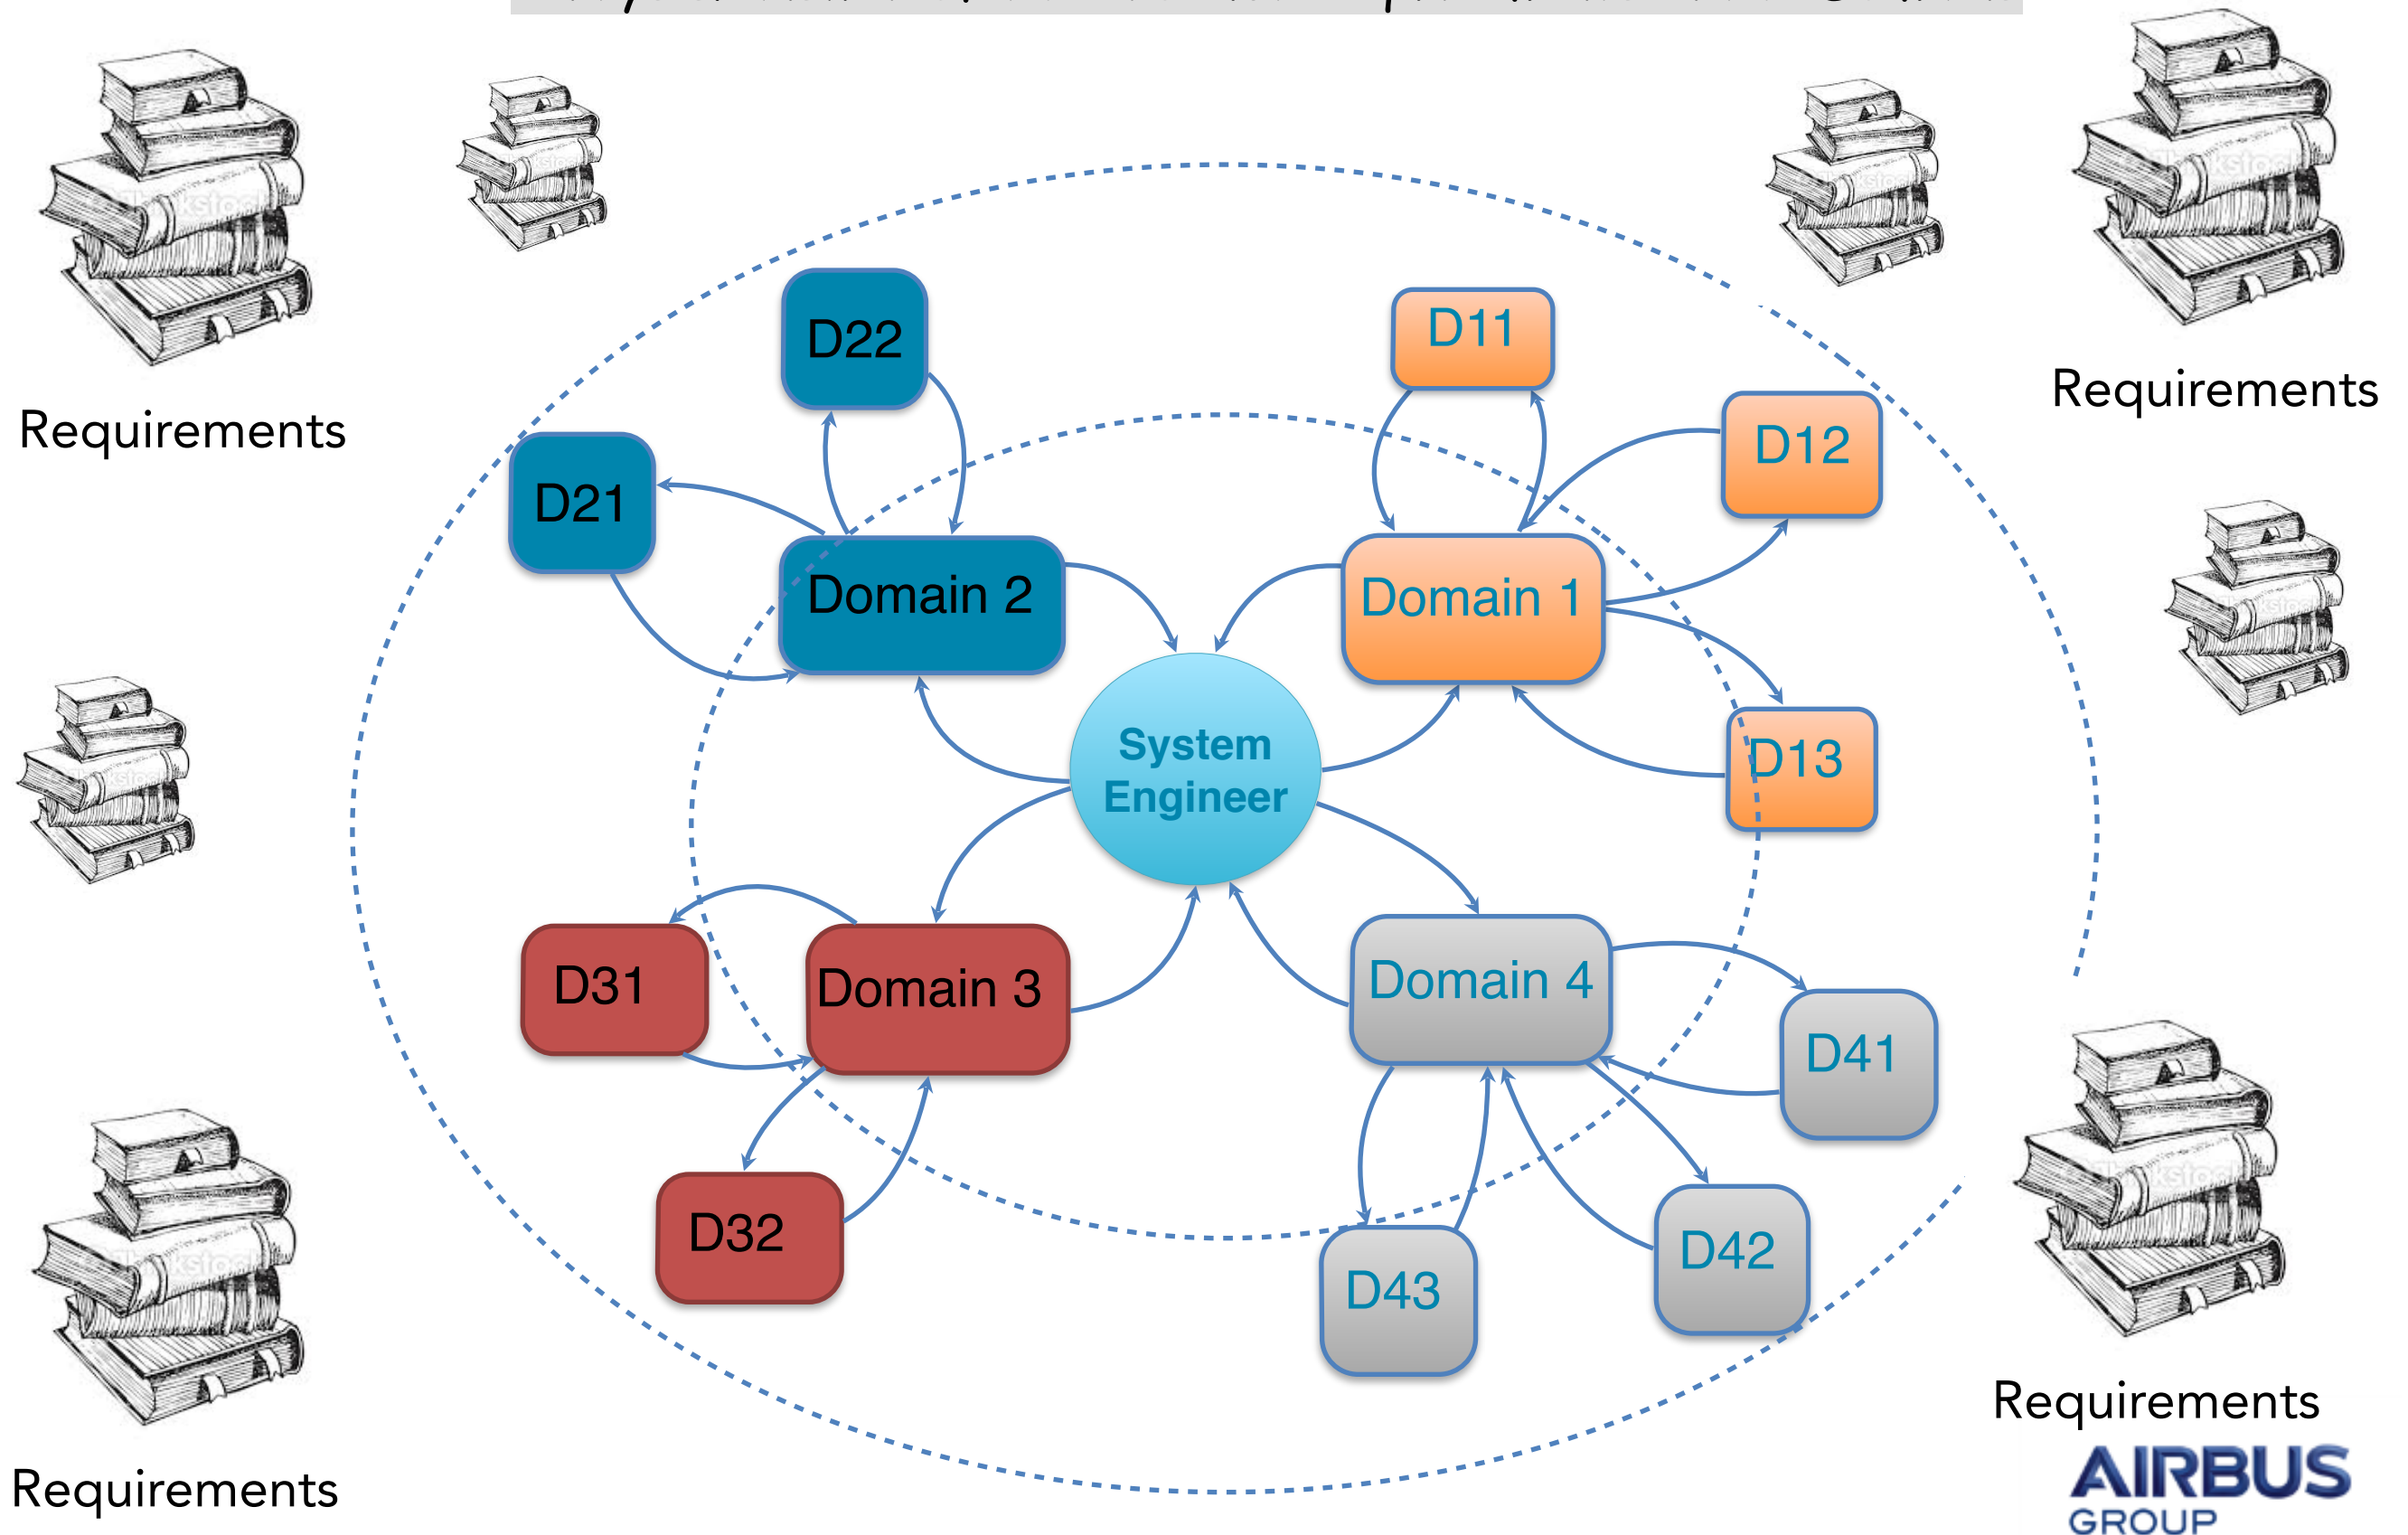 D22
D11
Requirements
D12
Requirements
D21
Domain 2
Domain 1
System
Engineer
D13
D31
Domain 3
Domain 4
D41
D32
D42
D43
Requirements
Requirements
AIRBUS
GROUP